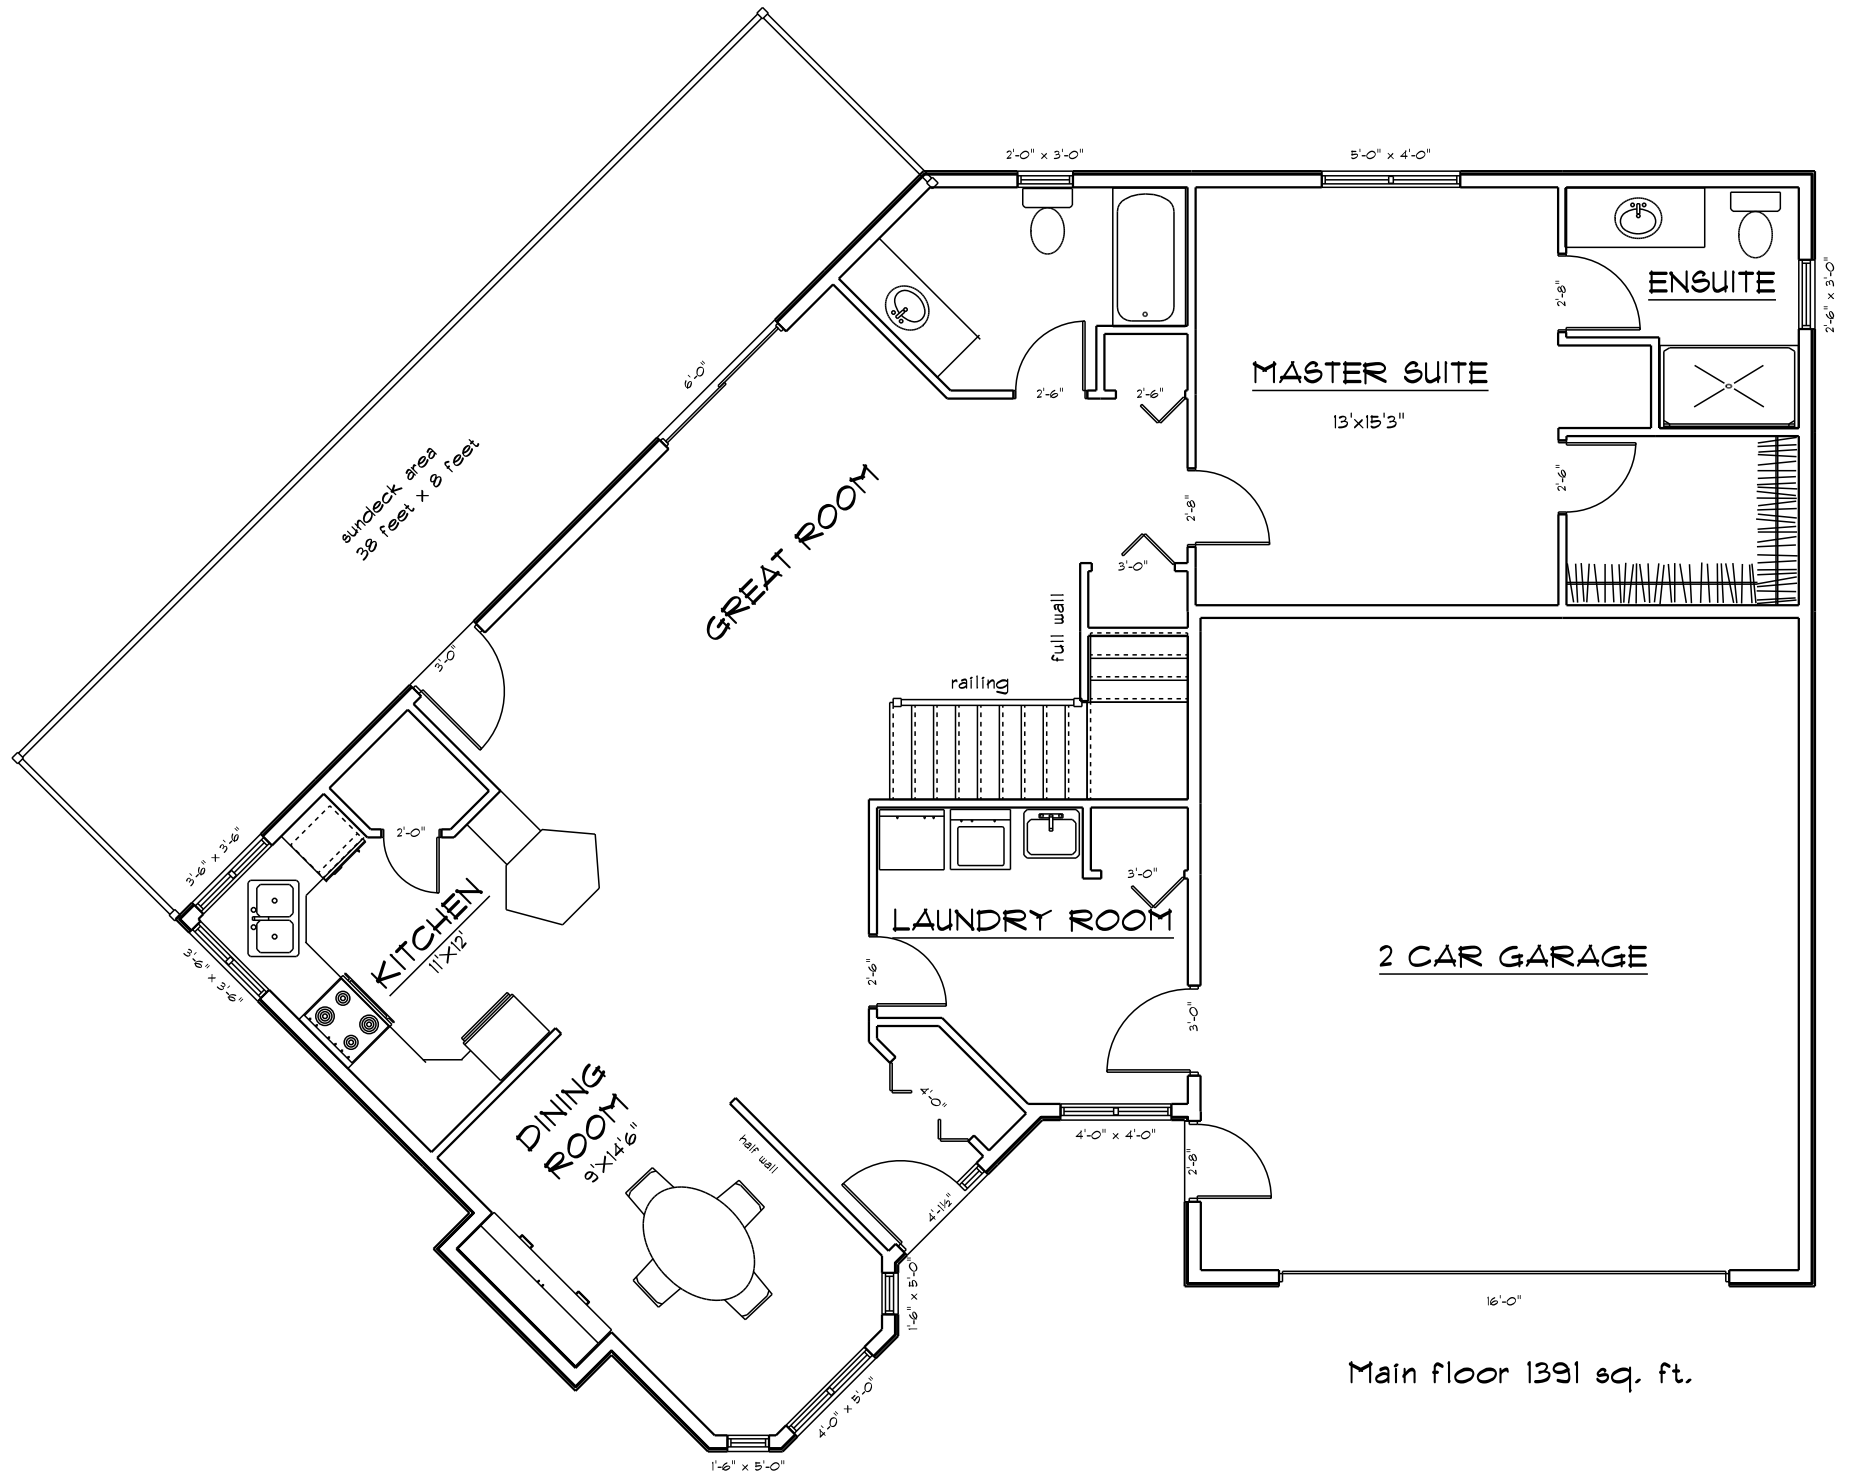 2'-0" x 3'-0"
5'-0" x 4'-0"
ENSUITE
2'-8"
2'-6" x 3'-0"
6'-0"
MASTER SUITE
13'x15'3"
2'-6"
2'-6"
sundeck area
38 feet x 8 feet
GREAT ROOM
2'-6"
2'-8"
3'-0"
full wall
railing
3'-0"
2'-0"
3'-6" x 3'-6"
3'-0"
KITCHEN
11'X12'
LAUNDRY ROOM
2 CAR GARAGE
3'-6" x 3'-6"
2'-6"
3'-0"
4'-0"
DINING
ROOM
9'X14'6"
half wall
4'-0" x 4'-0"
2'-8"
4'-1½"
1'-6" x 5'-0"
16'-0"
Main floor 1391 sq. ft.
4'-0" x 5'-0"
1'-6" x 5'-0"